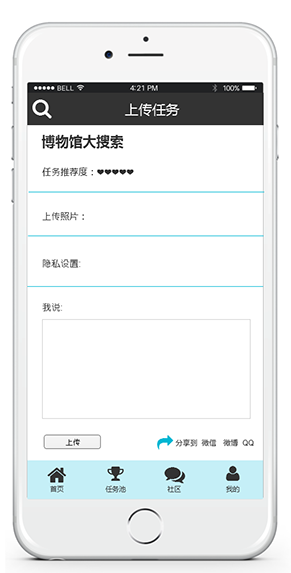 BELL 4:21 PM 100%
上传任务
博物馆大搜索
任务推荐度：♥♥♥♥♥
上传照片：
隐私设置:
我说:
上传 分享到 微信 微博 QQ
首页 任务池 社区 我的